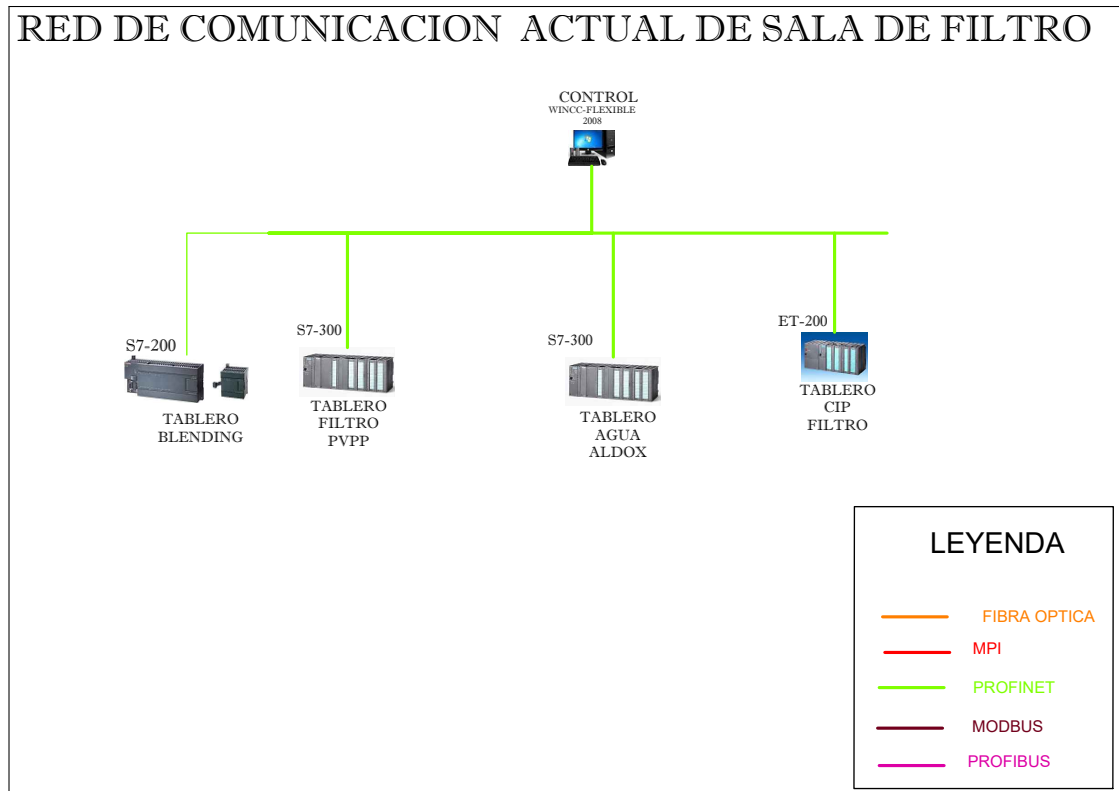 RED DE COMUNICACION ACTUAL DE SALA DE FILTRO
CONTROL
WINCC-FLEXIBLE
2008
S7-200
TABLERO
BLENDING
S7-300
TABLERO
FILTRO
PVPP
S7-300
TABLERO
AGUA
ALDOX
ET-200
TABLERO
CIP
FILTRO
LEYENDA
FIBRA OPTICA
MPI
PROFINET
MODBUS
PROFIBUS